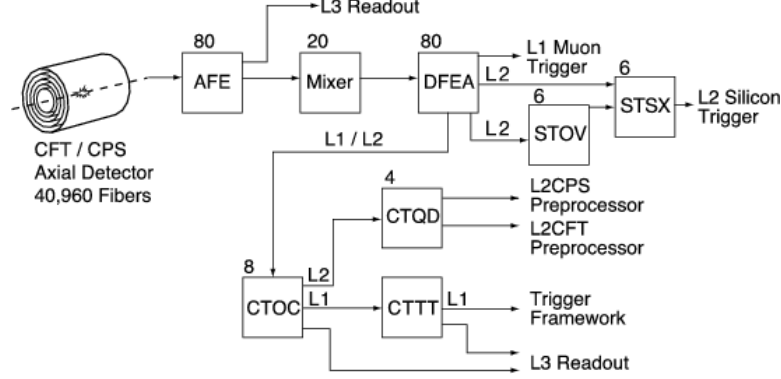 L3 Readout
80
20
80
AFE
Mixer
DFEA
L1 Muon
Trigger
L2
6
STSX
L2 Silicon
Trigger
6
STOV
L2
CFT / CPS
Axial Detector
40,960 Fibers
L1 / L2
4
CTQD
L2CPS
Preprocessor
L2CFT
Preprocessor
8
CTOC
L2
L1
CTTT
L1
Trigger
Framework
L3 Readout